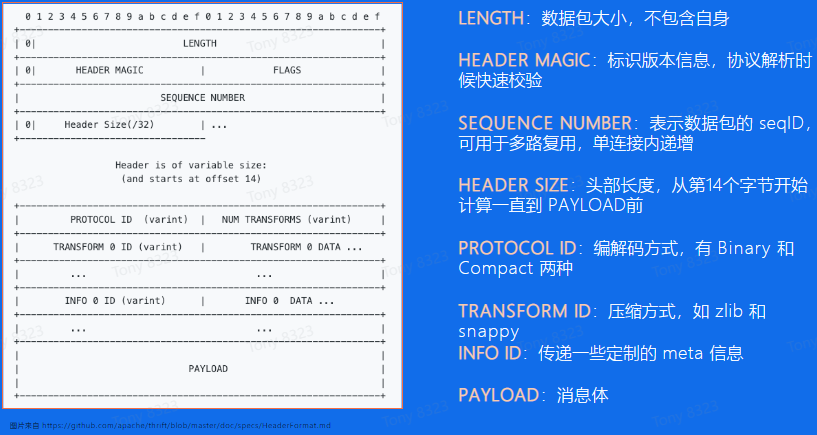 0 1 2 3 4 5 6 7 8 9 a b c d e f 0 1 2 3 4 5 6 7 8 9 a b c d e f
+----------------------------------------------------------------+
| 0| LENGTH |
+----------------------------------------------------------------+
| 0| HEADER MAGIC | FLAGS |
+----------------------------------------------------------------+
| SEQUENCE NUMBER |
+----------------------------------------------------------------+
| 0| Header Size(/32) | ...
+---------------------------------
Header is of variable size:
(and starts at offset 14)
+----------------------------------------------------------------+
| PROTOCOL ID (varint) | NUM TRANSFORMS (varint) |
+----------------------------------------------------------------+
| TRANSFORM 0 ID (varint) | TRANSFORM 0 DATA ...
+----------------------------------------------------------------+
| ... ... |
+----------------------------------------------------------------+
| INFO 0 ID (varint) | INFO 0 DATA ...
+----------------------------------------------------------------+
| ... ... |
+----------------------------------------------------------------+
| |
| PAYLOAD |
| |
+----------------------------------------------------------------+
图片来自 https://github.com/apache/thrift/blob/master/doc/specs/HeaderFormat.md
LENGTH：数据包大小，不包含自身
HEADER MAGIC：标识版本信息，协议解析时
候快速校验
SEQUENCE NUMBER：表示数据包的 seqID，
可用于多路复用，单连接内递增
HEADER SIZE：头部长度，从第14个字节开始
计算一直到 PAYLOAD前
PROTOCOL ID：编解码方式，有 Binary 和
Compact 两种
TRANSFORM ID：压缩方式，如 zlib 和
snappy
INFO ID：传递一些定制的 meta 信息
PAYLOAD：消息体
Tony 8323